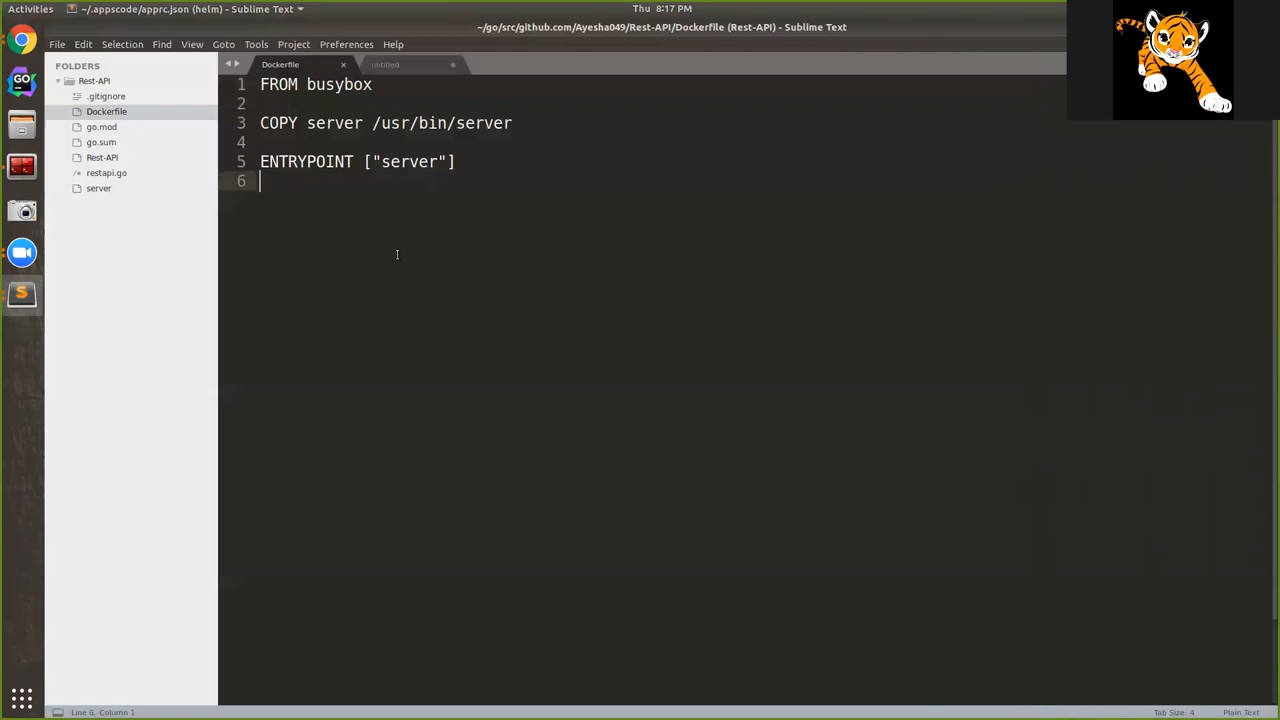 Activities
~/.appscode/apprc.json (helm) - Sublime Text
Thu 8:17 PM
~/go/src/github.com/Ayesha049/Rest-API/Dockerfile (Rest-API) - Sublime Text
File Edit Selection View Goto Tools Project Preferences Help
FOLDERS
Rest-API
.gitignore
Dockerfile
go.mod
go.sum
Rest-API
restapi.go
server
GO
S
Dockerfile
untitled
1 FROM busybox
2
3 COPY server /usr/bin/server
4
5 ENTRYPOINT ["server"]
6
Line 6, Column 1
Tab Size: 4
Plain Text